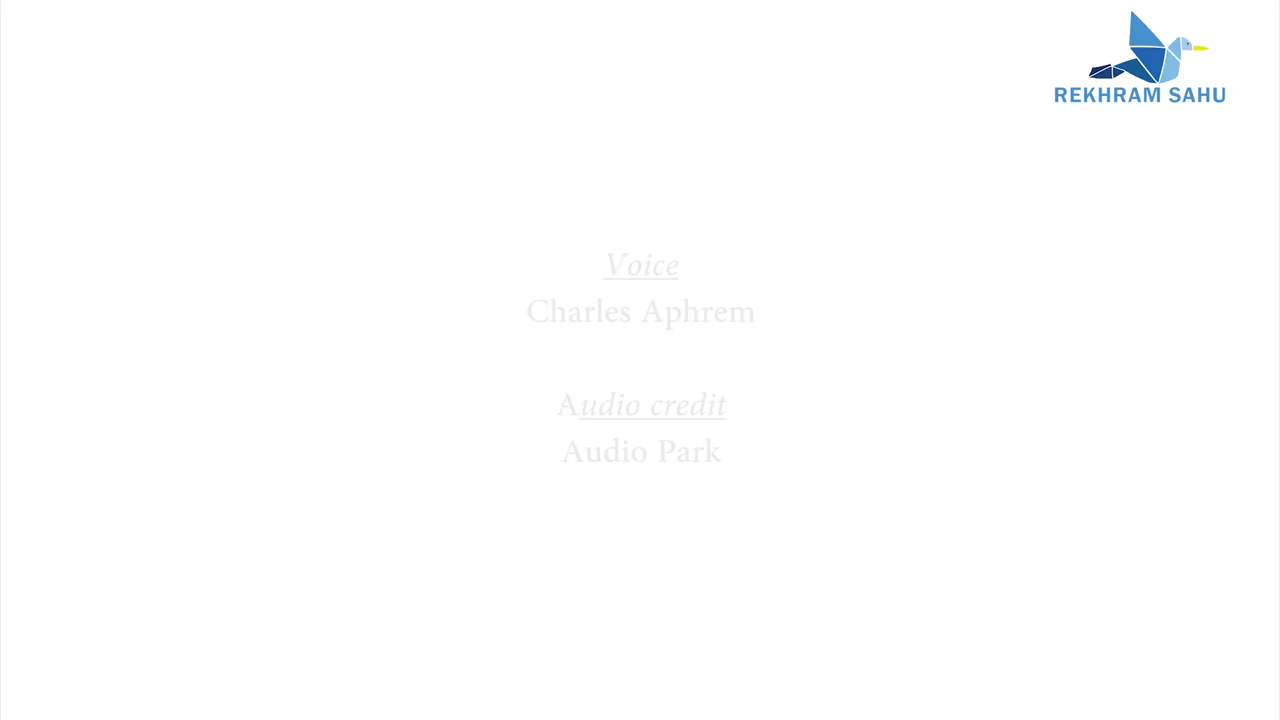 REKHRAM SAHU
Voice
Charles Aphrem
Audio credit
Audio Park